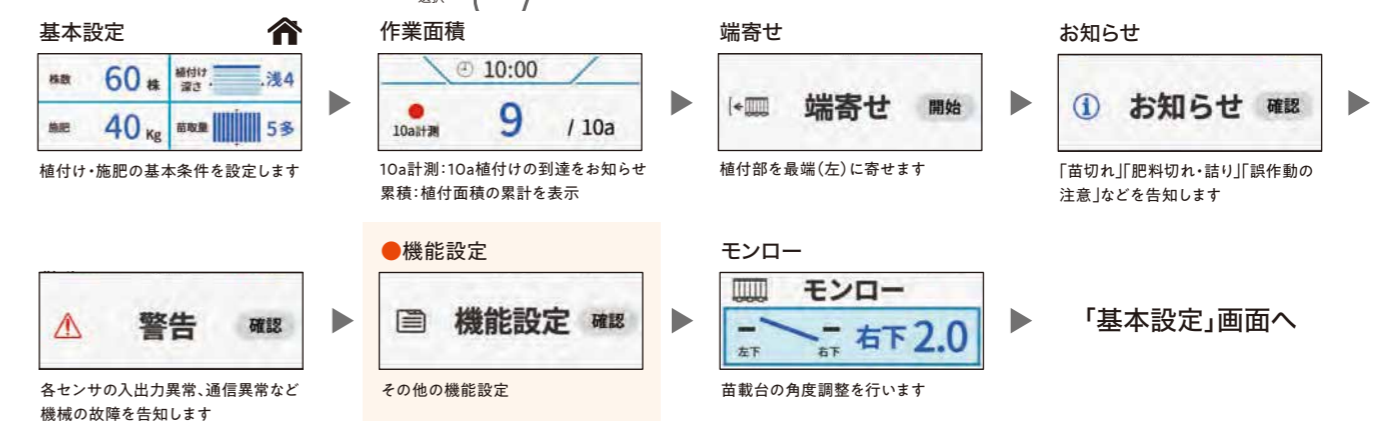 基本設定
株数 60 株 植付け深さ 浅4
施肥 40 Kg 苗取量 5多
植付け・施肥の基本条件を設定します
作業面積
10:00
10a計測 9 / 10a
10a計測:10a植付けの到達をお知らせ
累積:植付面積の累計を表示
端寄せ
端寄せ 開始
植付部を最端(左)に寄せます
お知らせ
お知らせ 確認
「苗切れ」「肥料切れ・詰り」「誤作動の
注意」などを告知します
警告 確認
各センサの入出力異常、通信異常など
機械の故障を告知します
●機能設定
機能設定 確認
その他の機能設定
モンロー
モンロー
左下 右下 右下 2.0
苗載台の角度調整を行います
「基本設定」画面へ